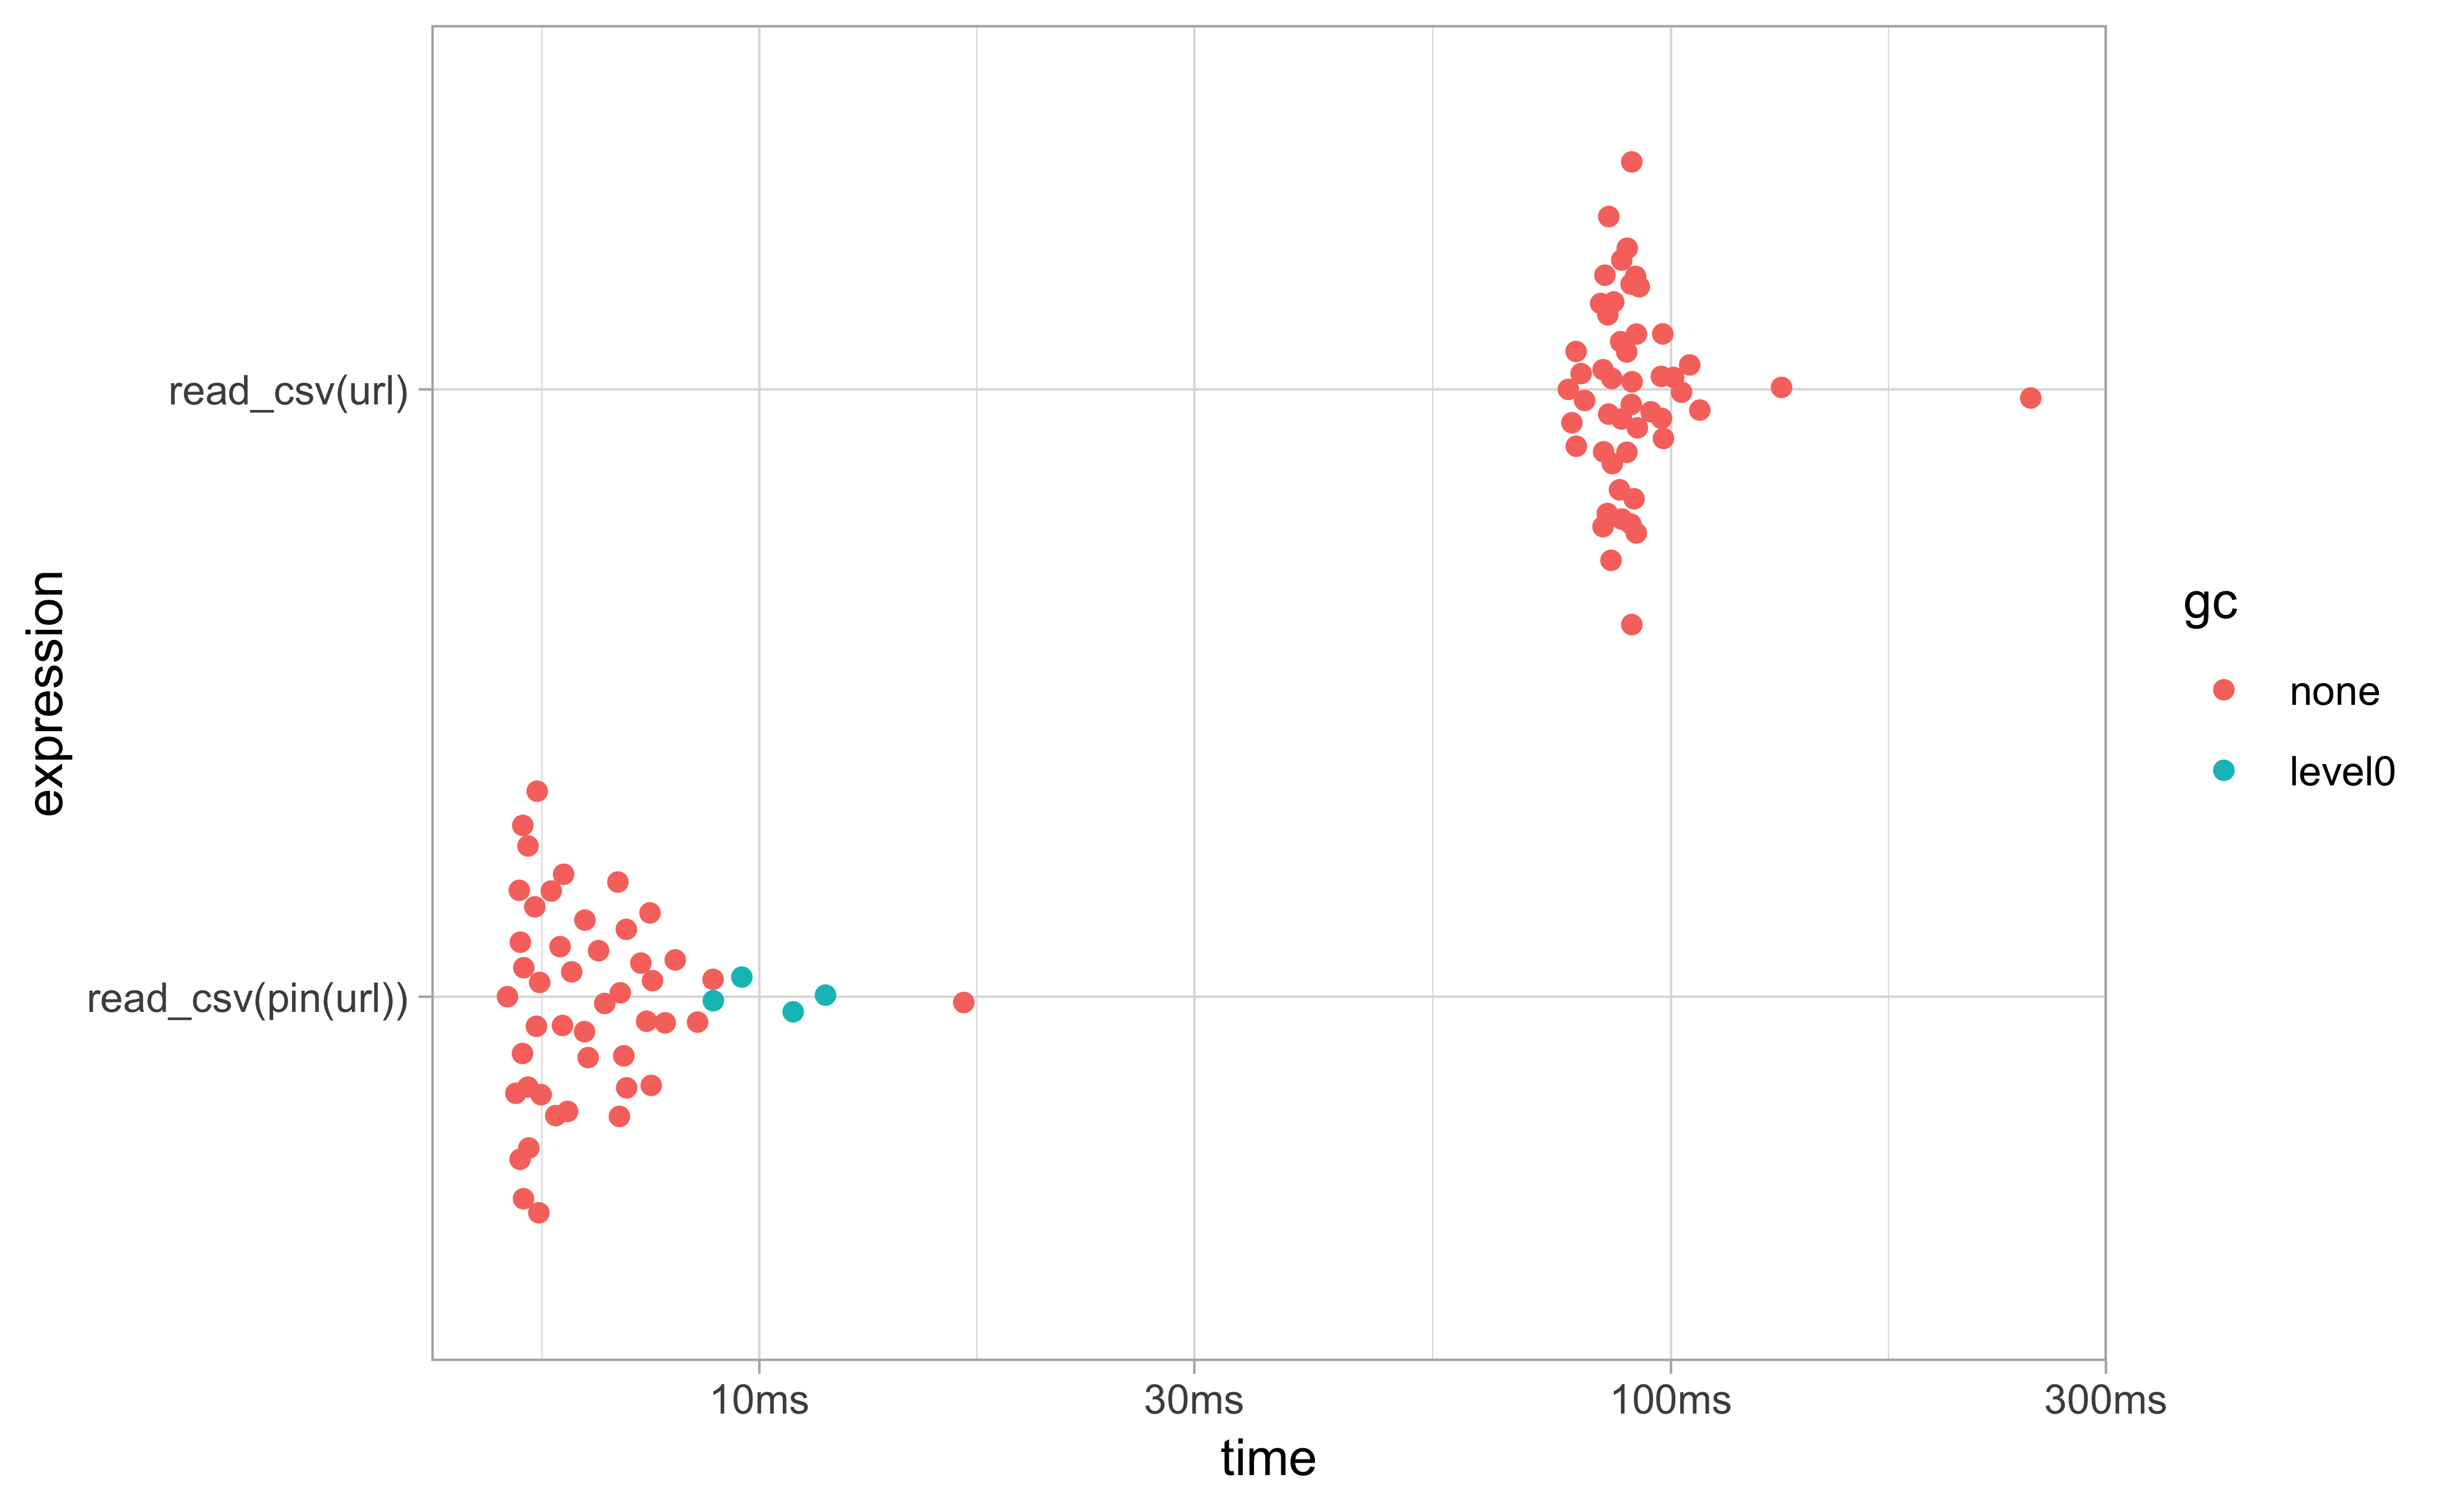 expression
read_csv(url)
read_csv(pin(url))
10ms
30ms
100ms
300ms
time
gc
none
level0